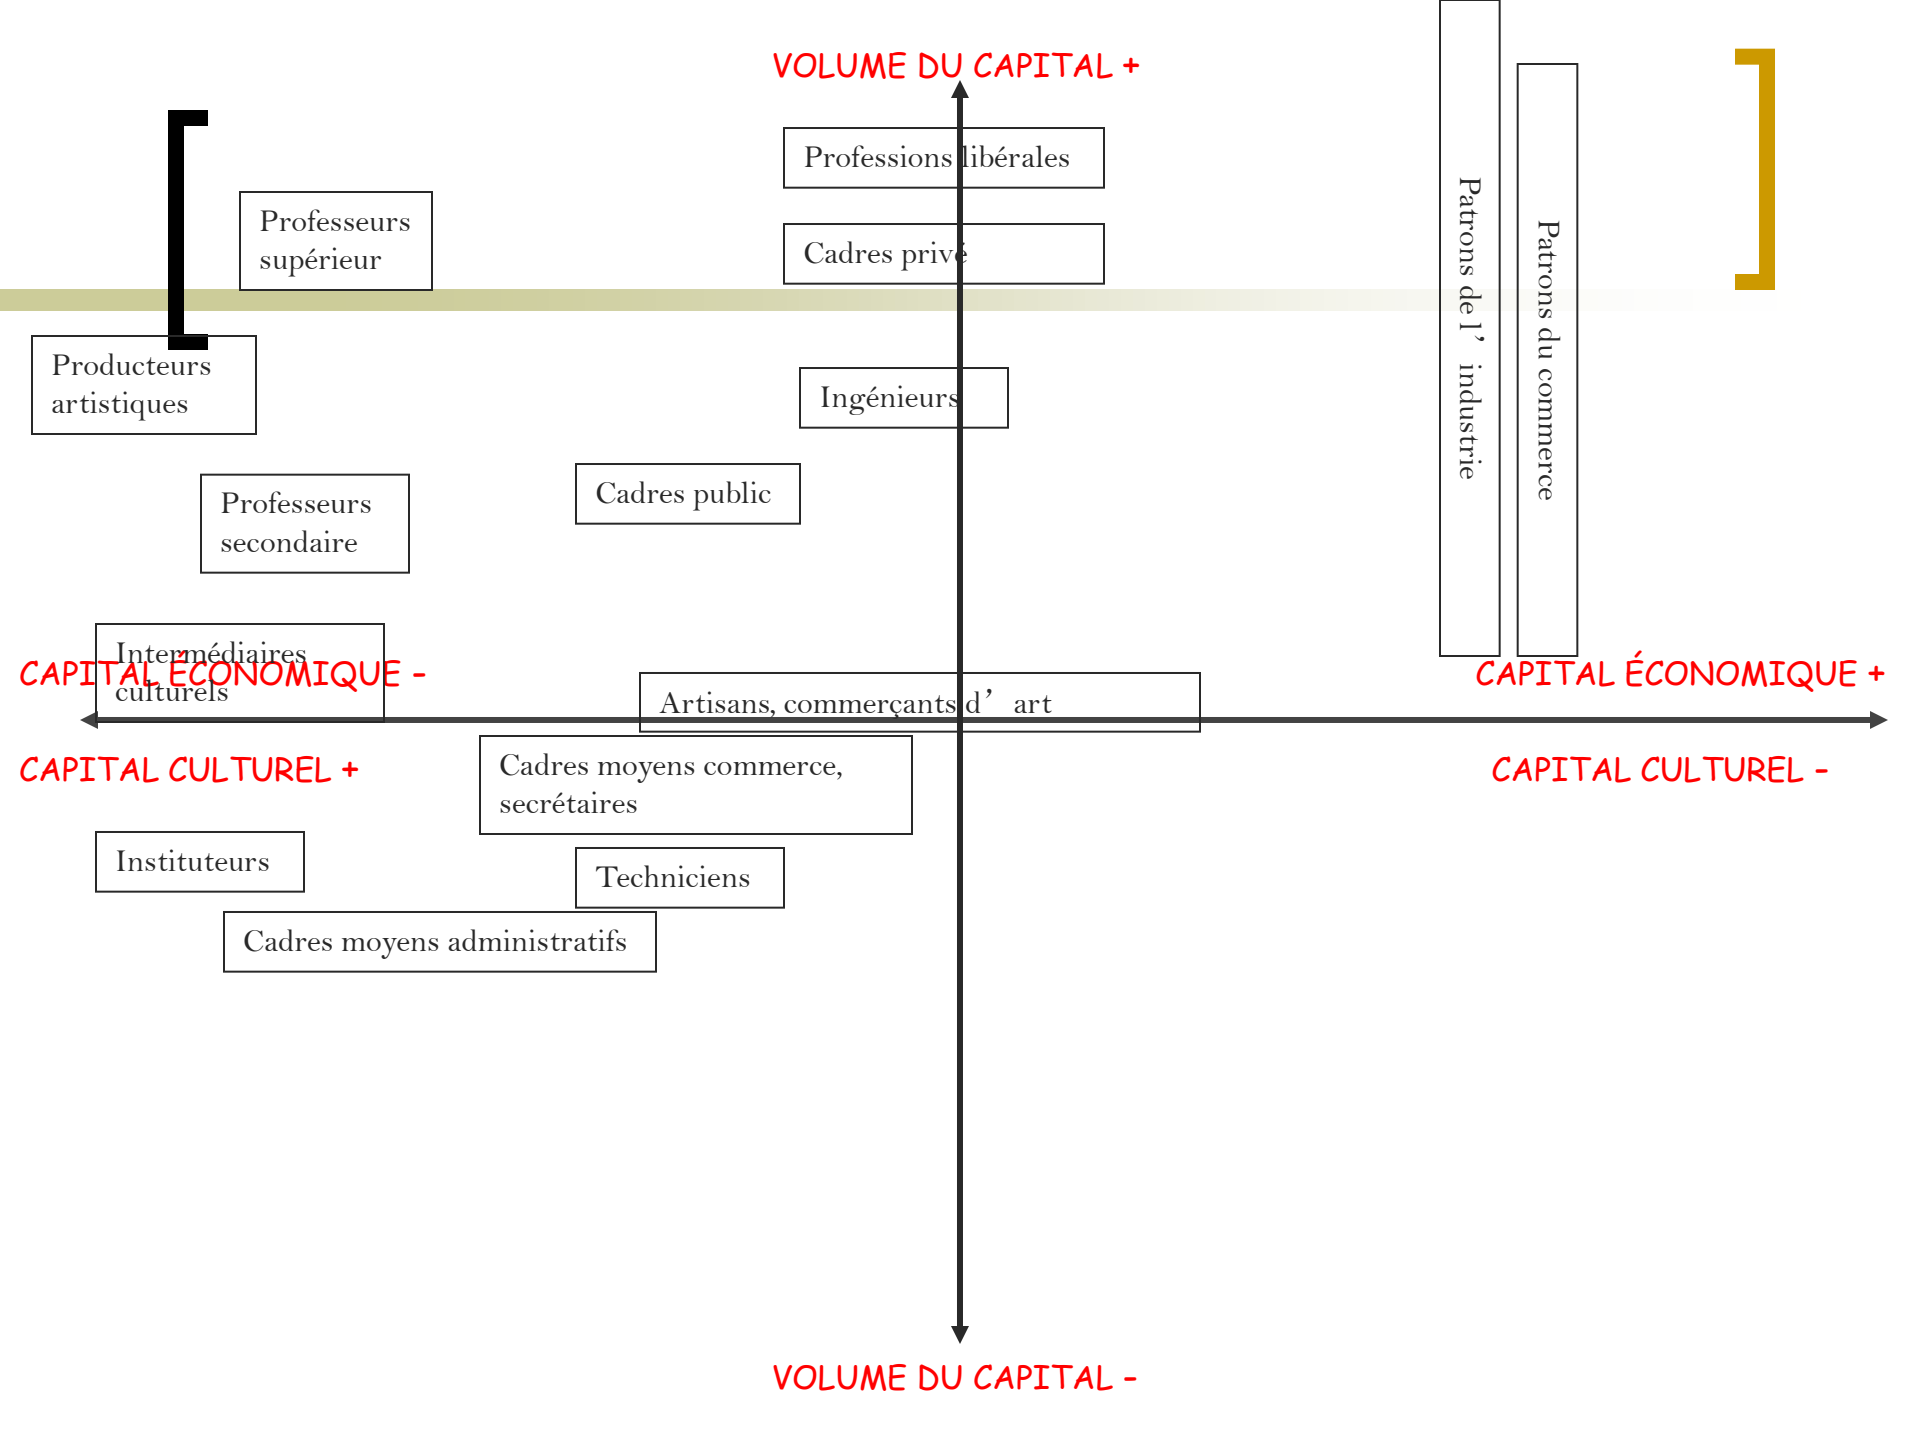 VOLUME DU CAPITAL +
Professions libérales
Professeurs
supérieur
Cadres privé
Patrons de l’industrie
Patrons du commerce
Producteurs
artistiques
Ingénieurs
Cadres public
Professeurs
secondaire
Intermédiaires
culturels
CAPITAL ÉCONOMIQUE -
CAPITAL ÉCONOMIQUE +
Artisans, commerçants d’art
CAPITAL CULTUREL +
CAPITAL CULTUREL -
Cadres moyens commerce,
secrétaires
Instituteurs
Techniciens
Cadres moyens administratifs
VOLUME DU CAPITAL -